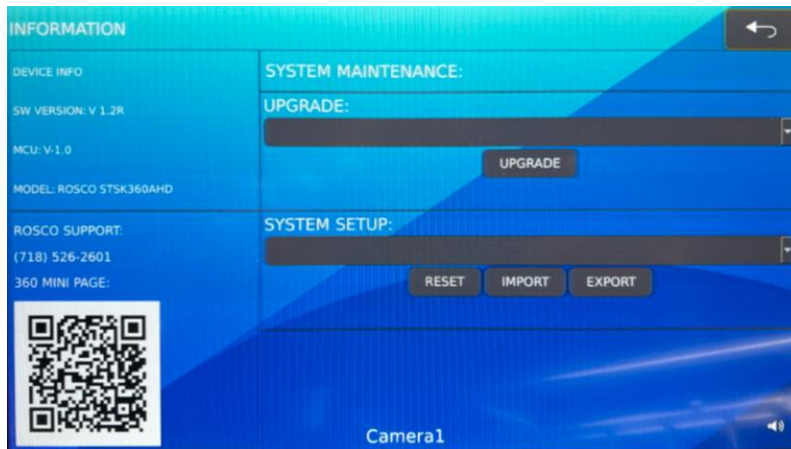 INFORMATION
DEVICE INFO
SW VERSION: V 1.2R
MCU: V-1.0
MODEL: ROSCO STSK360AHD
ROSCO SUPPORT:
(718) 526-2601
360 MINI PAGE:
SYSTEM MAINTENANCE:
UPGRADE:
UPGRADE
SYSTEM SETUP:
RESET IMPORT EXPORT
Camera1